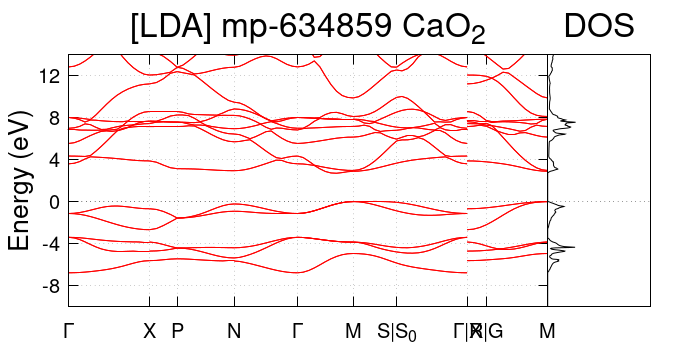 [LDA] mp-634859 CaO₂ DOS
Energy (eV)
12
8
4
0
-4
-8
Γ X P N Γ M S|S₀ Γ| |G M